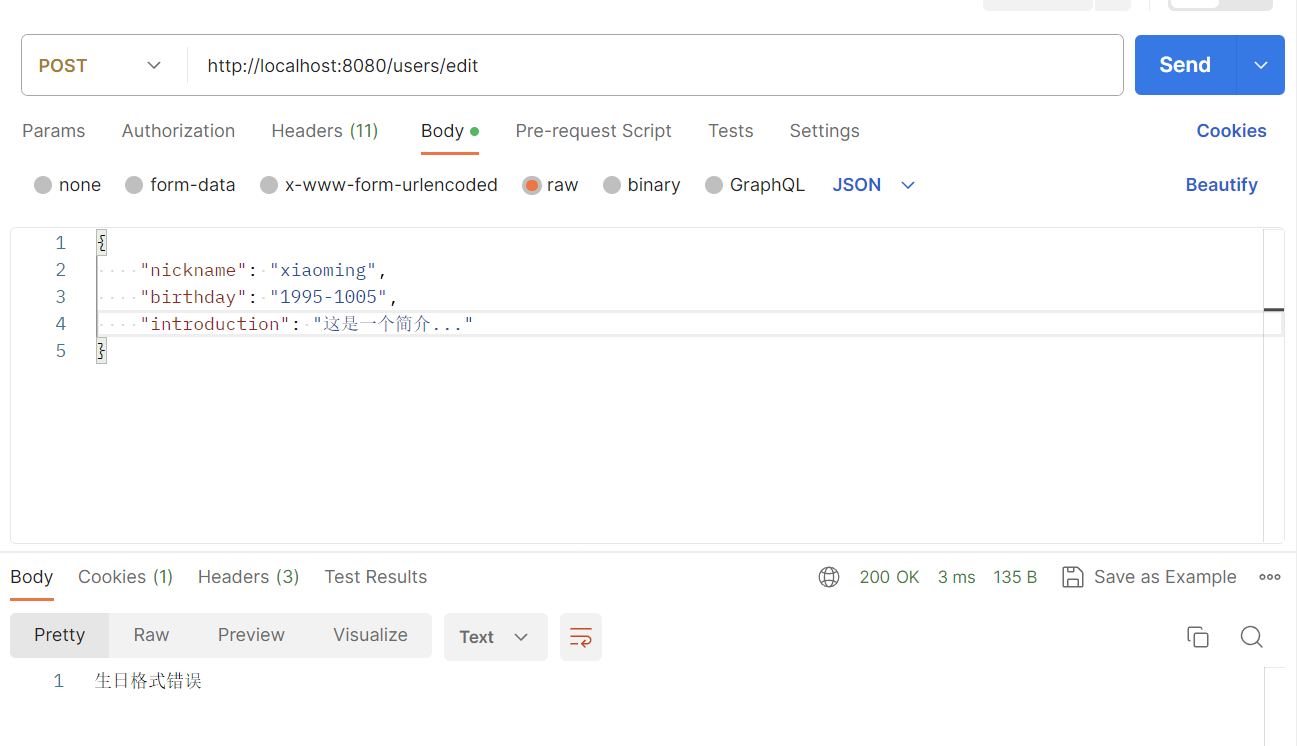 POST http://localhost:8080/users/edit Send
Params Authorization Headers (11) Body Pre-request Script Tests Settings Cookies
none form-data x-www-form-urlencoded raw binary GraphQL JSON Beautify
1 {
2 "nickname": "xiaoming",
3 "birthday": "1995-1005",
4 "introduction": "这是一个简介..."
5 }
Body Cookies (1) Headers (3) Test Results 200 OK 3 ms 135 B Save as Example
Pretty Raw Preview Visualize Text
1 生日格式错误